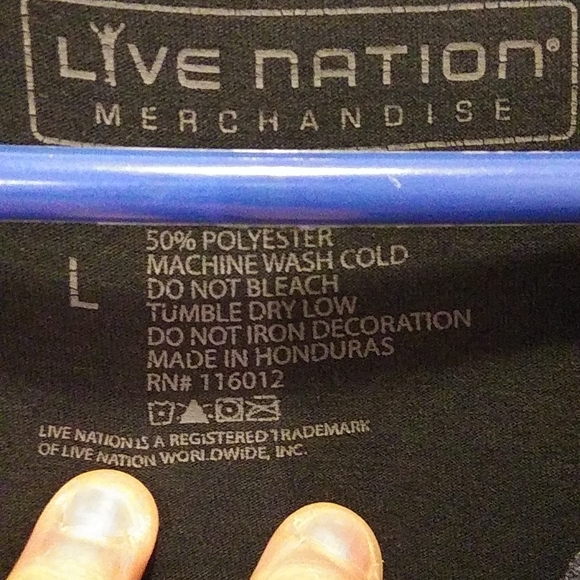 LIVE NATION®
MERCHANDISE
50% POLYESTER
L
MACHINE WASH COLD
DO NOT BLEACH
TUMBLE DRY LOW
DO NOT IRON DECORATION
MADE IN HONDURAS
RN# 116012
LIVE NATION IS A REGISTERED TRADEMARK
OF LIVE NATION WORLDWIDE, INC.